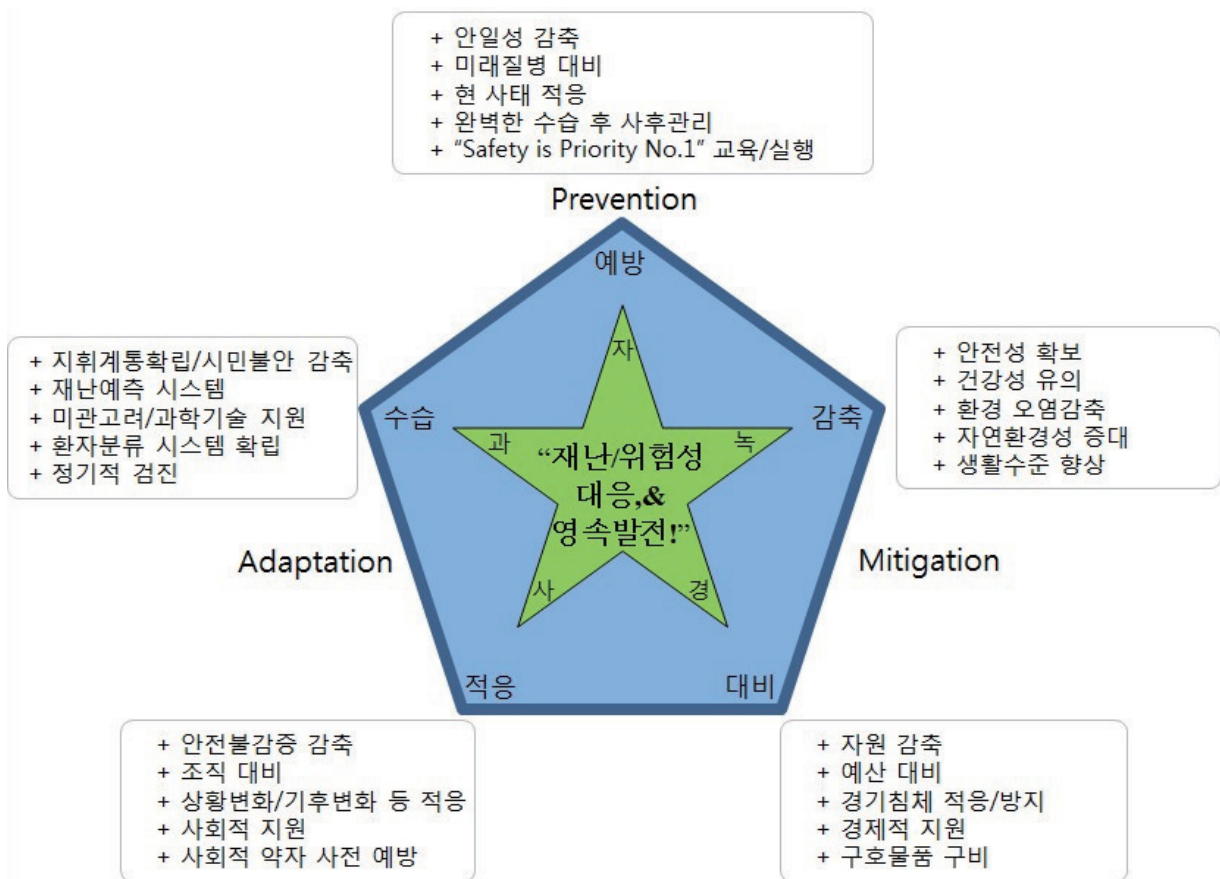 + 안일성 감축
+ 미래질병 대비
+ 현 사태 적응
+ 완벽한 수습 후 사후관리
+ “Safety is Priority No.1” 교육/실행
Prevention
예방
자
+ 지휘계통확립/시민불안 감축
+ 재난예측 시스템
+ 미관고려/과학기술 지원
+ 환자분류 시스템 확립
+ 정기적 검진
수습
과
“재난/위험성
대응,&
영속발전!”
녹
감축
+ 안전성 확보
+ 건강성 유의
+ 환경 오염감축
+ 자연환경성 증대
+ 생활수준 향상
Adaptation
Mitigation
사
경
적응
대비
+ 안전불감증 감축
+ 조직 대비
+ 상황변화/기후변화 등 적응
+ 사회적 지원
+ 사회적 약자 사전 예방
+ 자원 감축
+ 예산 대비
+ 경기침체 적응/방지
+ 경제적 지원
+ 구호물품 구비